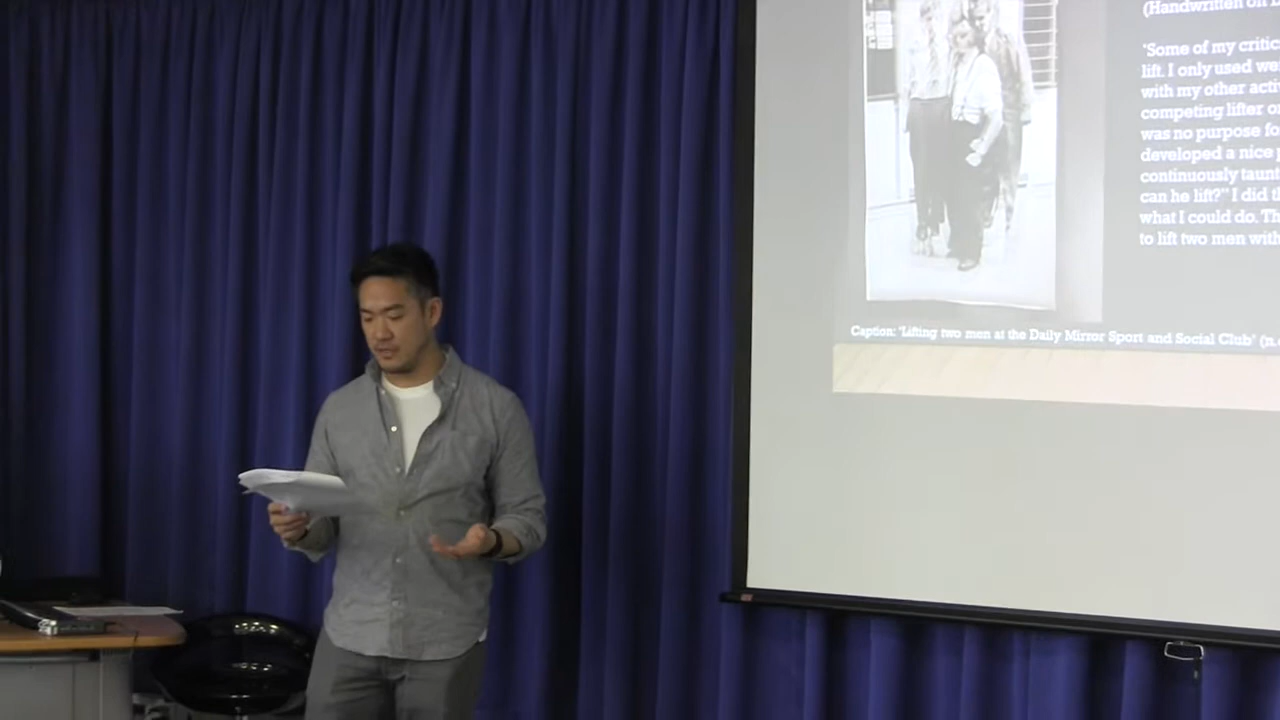 (Handwritten on
"Some of my critic
lift. I only used we
with my other activ
competing lifter or
was no purpose fo
developed a nice p
continuously taunt
can he lift?" I did th
what I could do. Th
to lift two men with
Caption: 'Lifting two men at the Daily Mirror Sport and Social Club' (n.d